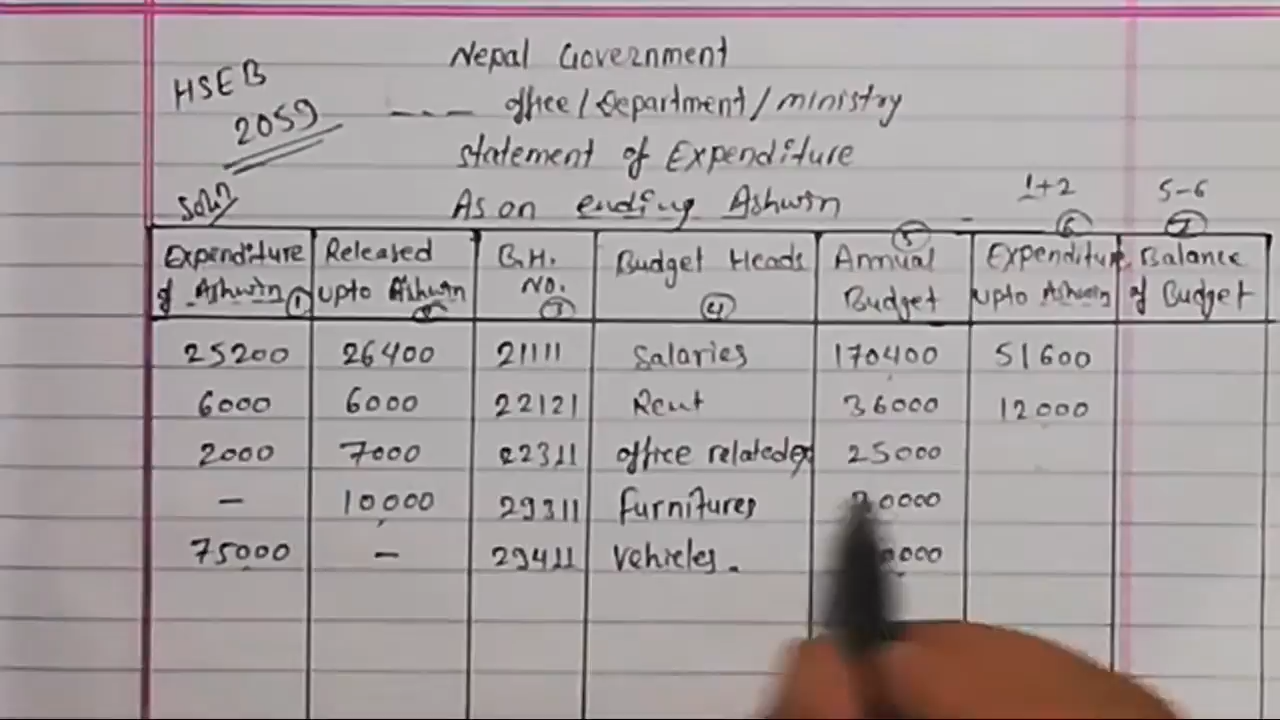 Nepal Government
HSEB
2059
--- office/Department/ministry
Statement of Expenditure
As on ending Ashwin
Soln
1+2
5-6
Expenditure of Ashwin ①
Released upto Ashwin ②
B.H. No. ③
Budget Heads ④
Annual Budget ⑤
Expenditure upto Ashwin ⑥
Balance of Budget ⑦
25200 26400 21111 Salaries 170400 51600
6000 6000 22121 Rent 36000 12000
2000 7000 22311 office related 25000
- 10000 29311 Furnitures
75000 - 29411 Vehicles.